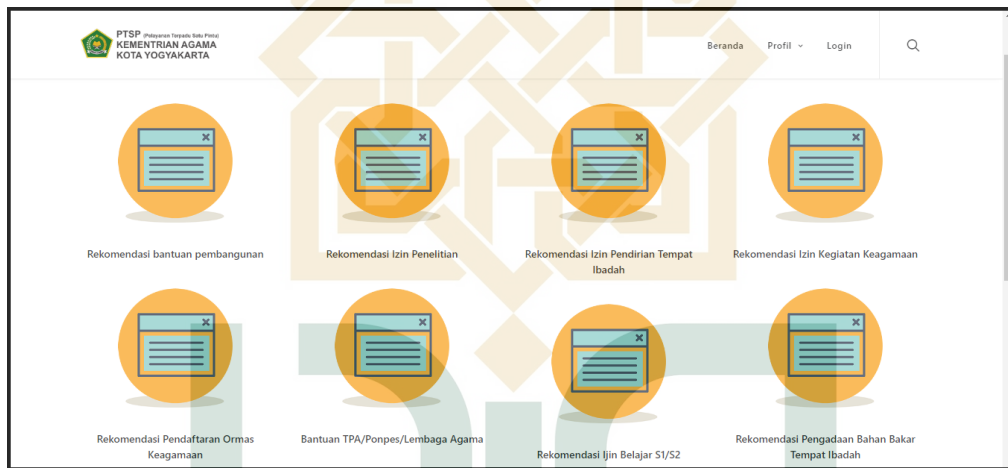 PTSP (Pelayanan Terpadu Satu Pintu)
KEMENTRIAN AGAMA
KOTA YOGYAKARTA
Beranda Profil Login
Rekomendasi bantuan pembangunan
Rekomendasi Izin Penelitian
Rekomendasi Izin Pendirian Tempat
Ibadah
Rekomendasi Izin Kegiatan Keagamaan
Rekomendasi Pendaftaran Ormas
Keagamaan
Bantuan TPA/Ponpes/Lembaga Agama
Rekomendasi Ijin Belajar S1/S2
Rekomendasi Pengadaan Bahan Bakar
Tempat Ibadah